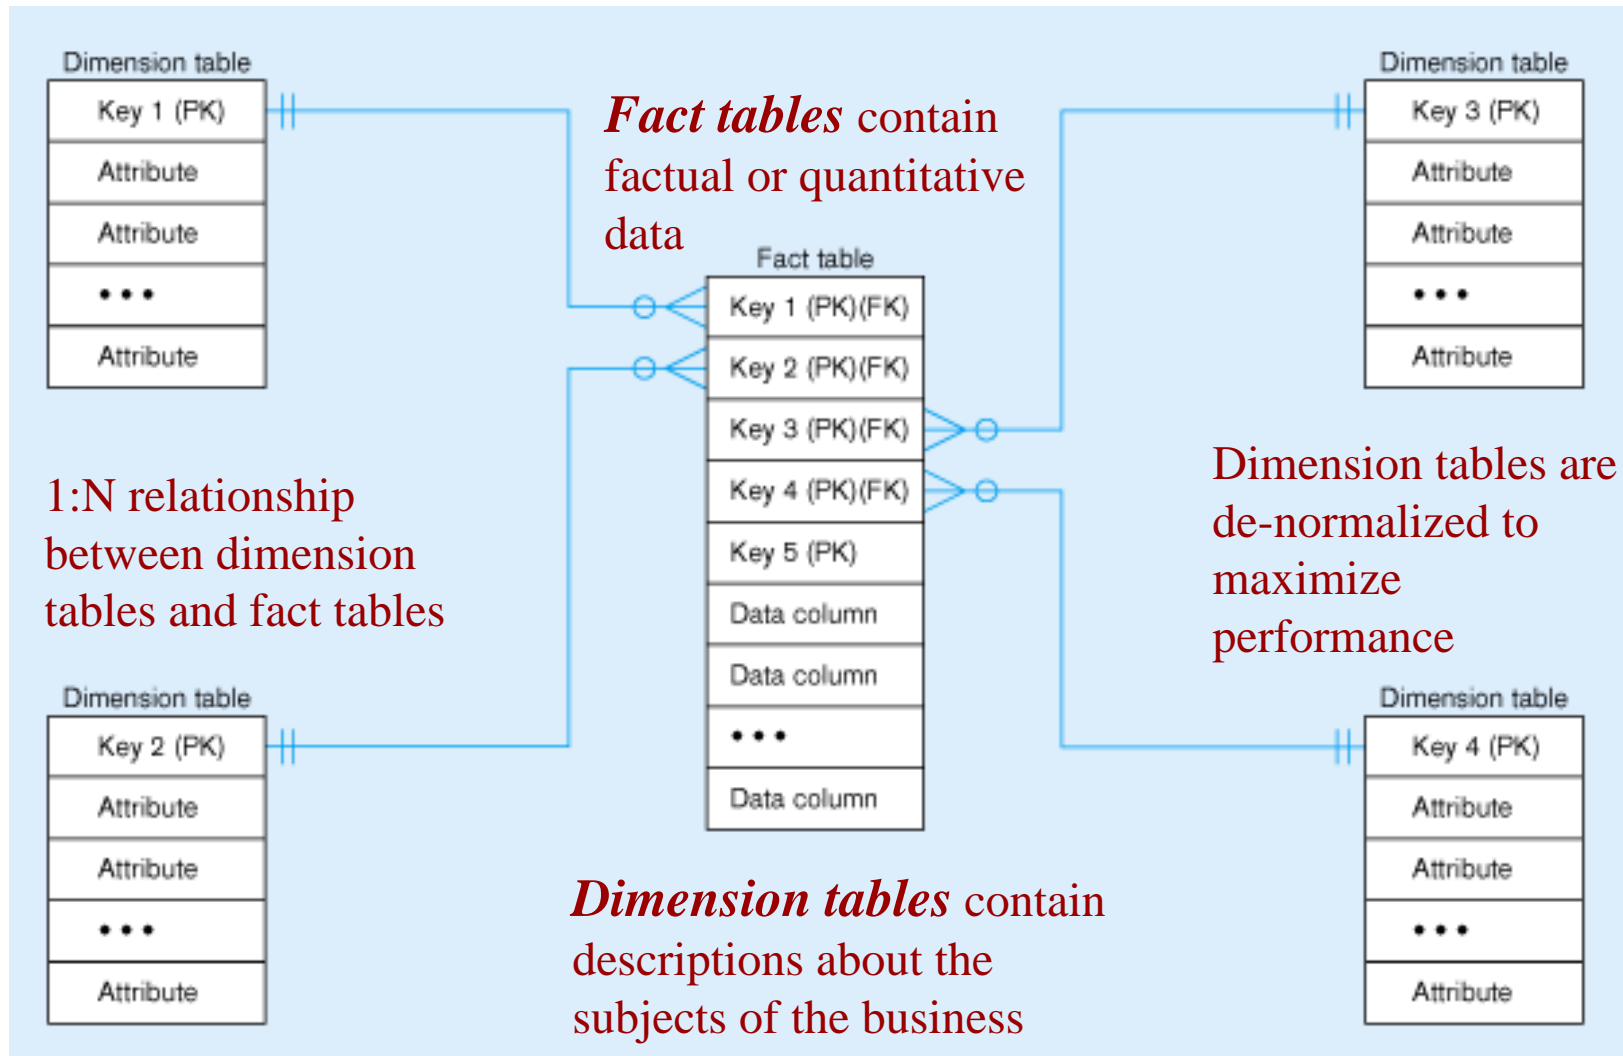 Dimension table
Key 1 (PK)
Attribute
Attribute
•••
Attribute
Fact tables contain
factual or quantitative
data
Dimension table
Key 3 (PK)
Attribute
Attribute
•••
Attribute
Fact table
Key 1 (PK)(FK)
Key 2 (PK)(FK)
Key 3 (PK)(FK)
Key 4 (PK)(FK)
Key 5 (PK)
Data column
Data column
•••
Data column
1:N relationship
between dimension
tables and fact tables
Dimension tables are
de-normalized to
maximize
performance
Dimension table
Key 2 (PK)
Attribute
Attribute
•••
Attribute
Dimension tables contain
descriptions about the
subjects of the business
Dimension table
Key 4 (PK)
Attribute
Attribute
•••
Attribute